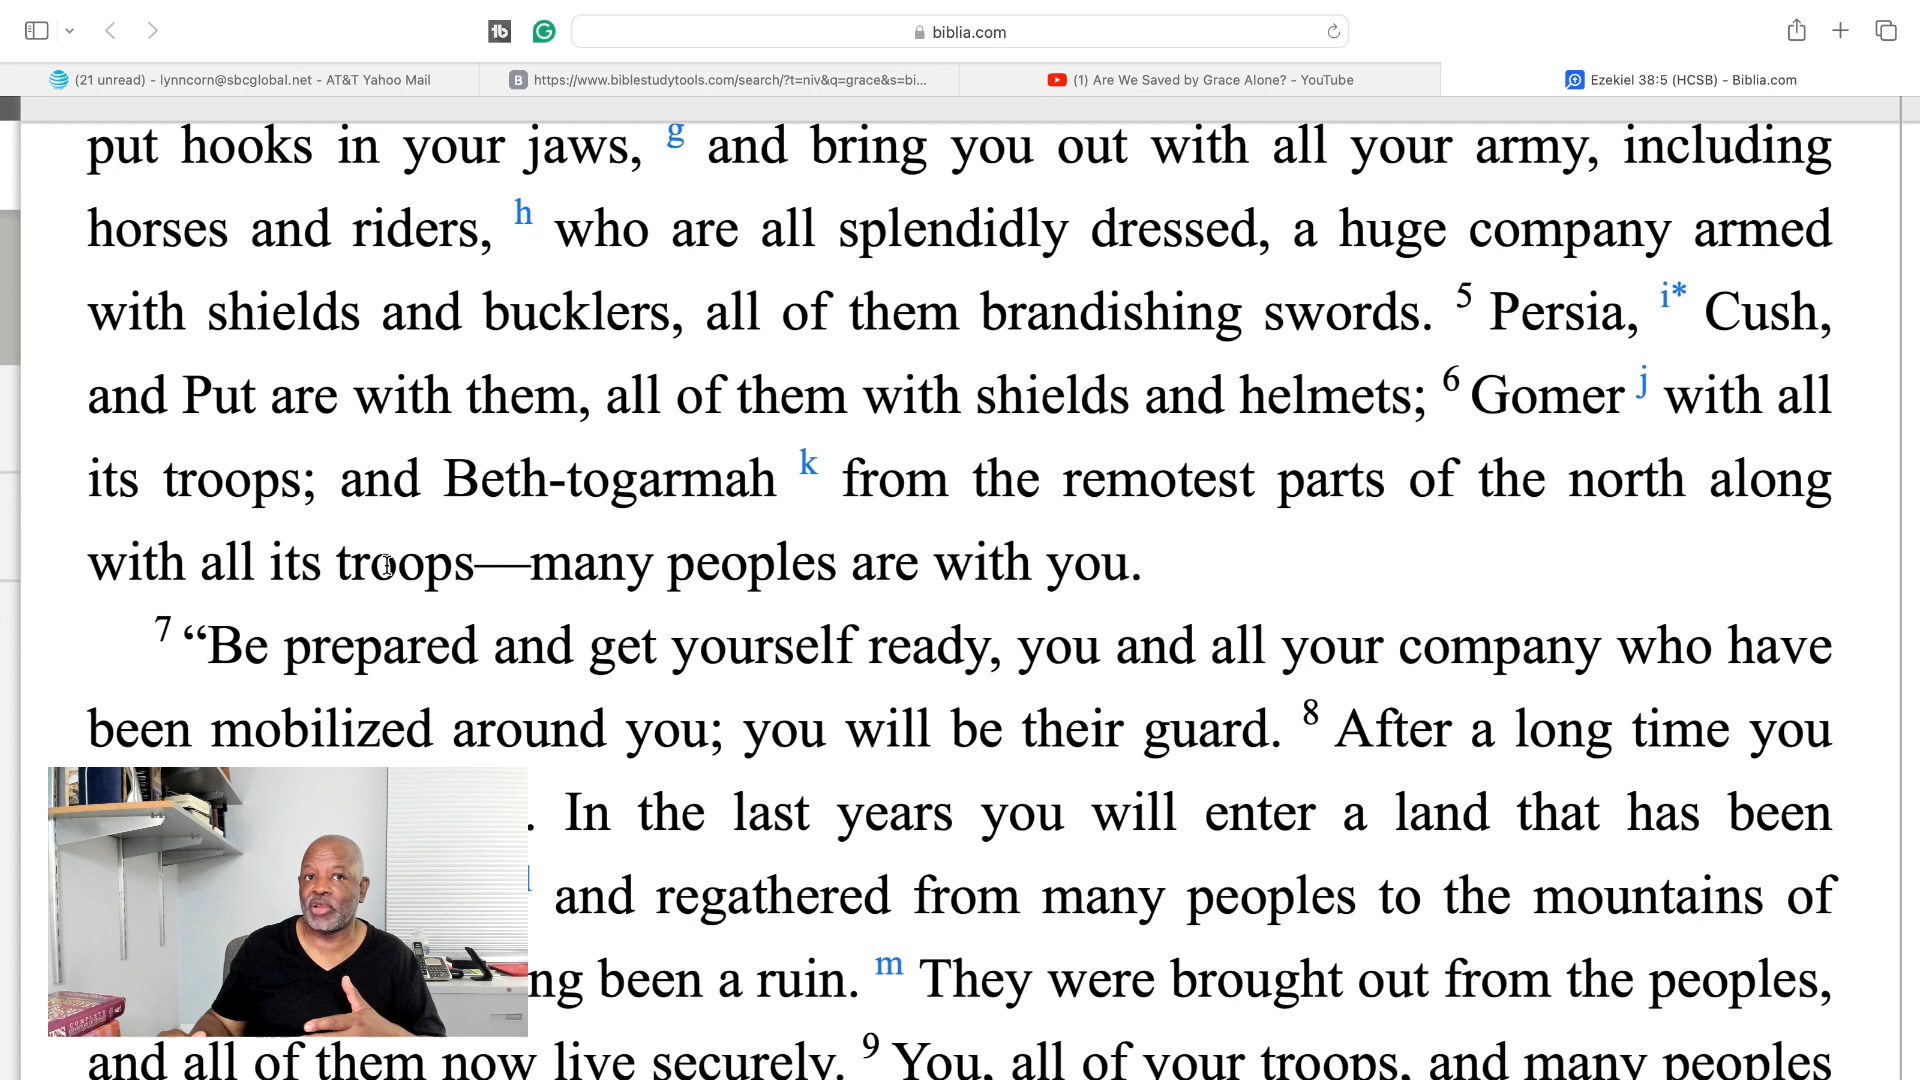 biblia.com
(21 unread) - lynncorn@sbcglobal.net - AT&T Yahoo Mail
B https://www.biblestudytools.com/search/?t=niv&q=grace&s=bi...
(1) Are We Saved by Grace Alone? - YouTube
Ezekiel 38:5 (HCSB) - Biblia.com
put hooks in your jaws, g and bring you out with all your army, including
horses and riders, h who are all splendidly dressed, a huge company armed
with shields and bucklers, all of them brandishing swords. 5 Persia, i* Cush,
and Put are with them, all of them with shields and helmets; 6 Gomer j with all
its troops; and Beth-togarmah k from the remotest parts of the north along
with all its troops—many peoples are with you.
7 “Be prepared and get yourself ready, you and all your company who have
been mobilized around you; you will be their guard. 8 After a long time you
. In the last years you will enter a land that has been
and regathered from many peoples to the mountains of
ng been a ruin. m They were brought out from the peoples,
and all of them now live securely. 9 You, all of your troops, and many peoples
COMPLETE